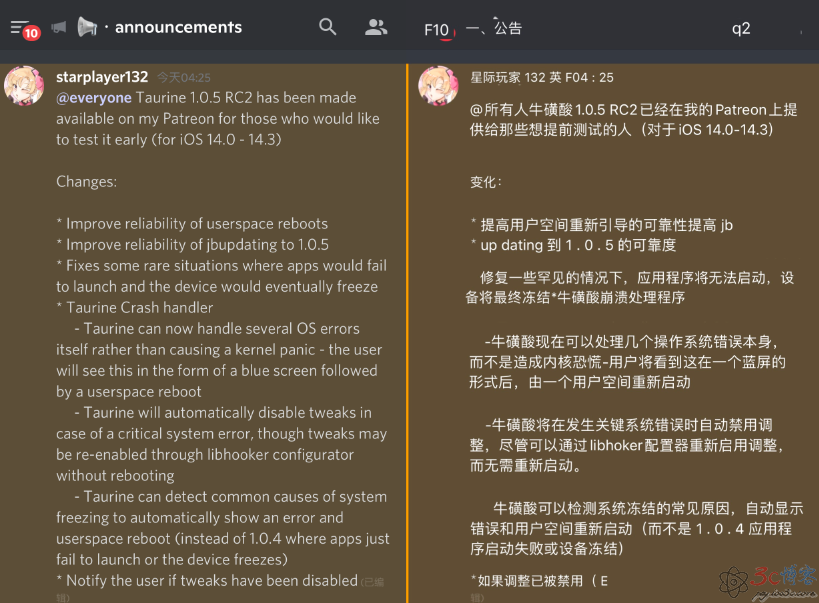 10 · announcements
starplayer132 今天04:25
@everyone Taurine 1.0.5 RC2 has been made
available on my Patreon for those who would like
to test it early (for iOS 14.0 - 14.3)
Changes:
* Improve reliability of userspace reboots
* Improve reliability of jbupdating to 1.0.5
* Fixes some rare situations where apps would fail
to launch and the device would eventually freeze
* Taurine Crash handler
- Taurine can now handle several OS errors
itself rather than causing a kernel panic - the user
will see this in the form of a blue screen followed
by a userspace reboot
- Taurine will automatically disable tweaks in
case of a critical system error, though tweaks may
be re-enabled through libhooker configurator
without rebooting
- Taurine can detect common causes of system
freezing to automatically show an error and
userspace reboot (instead of 1.0.4 where apps just
fail to launch or the device freezes)
* Notify the user if tweaks have been disabled (已编
辑)
F10 一、公告 q2
星际玩家 132 英 F04 : 25
@所有人牛磺酸 1.0.5 RC2 已经在我的 Patreon 上提
供给那些想提前测试的人（对于 iOS 14.0-14.3）
变化：
* 提高用户空间重新引导的可靠性提高 jb
* up dating 到 1 . 0 . 5 的可靠度
修复一些罕见的情况下，应用程序将无法启动，设
备将最终冻结*牛磺酸崩溃处理程序
-牛磺酸现在可以处理几个操作系统错误本身，
而不是造成内核恐慌-用户将看到这在一个蓝屏的
形式后，由一个用户空间重新启动
-牛磺酸将在发生关键系统错误时自动禁用调
整，尽管可以通过 libhoker 配置器重新启用调整，
而无需重新启动。
牛磺酸可以检测系统冻结的常见原因，自动显示
错误和用户空间重新启动（而不是 1 . 0 . 4 应用程
序启动失败或设备冻结）
*如果调整已被禁用（ E
辑）
3c博客